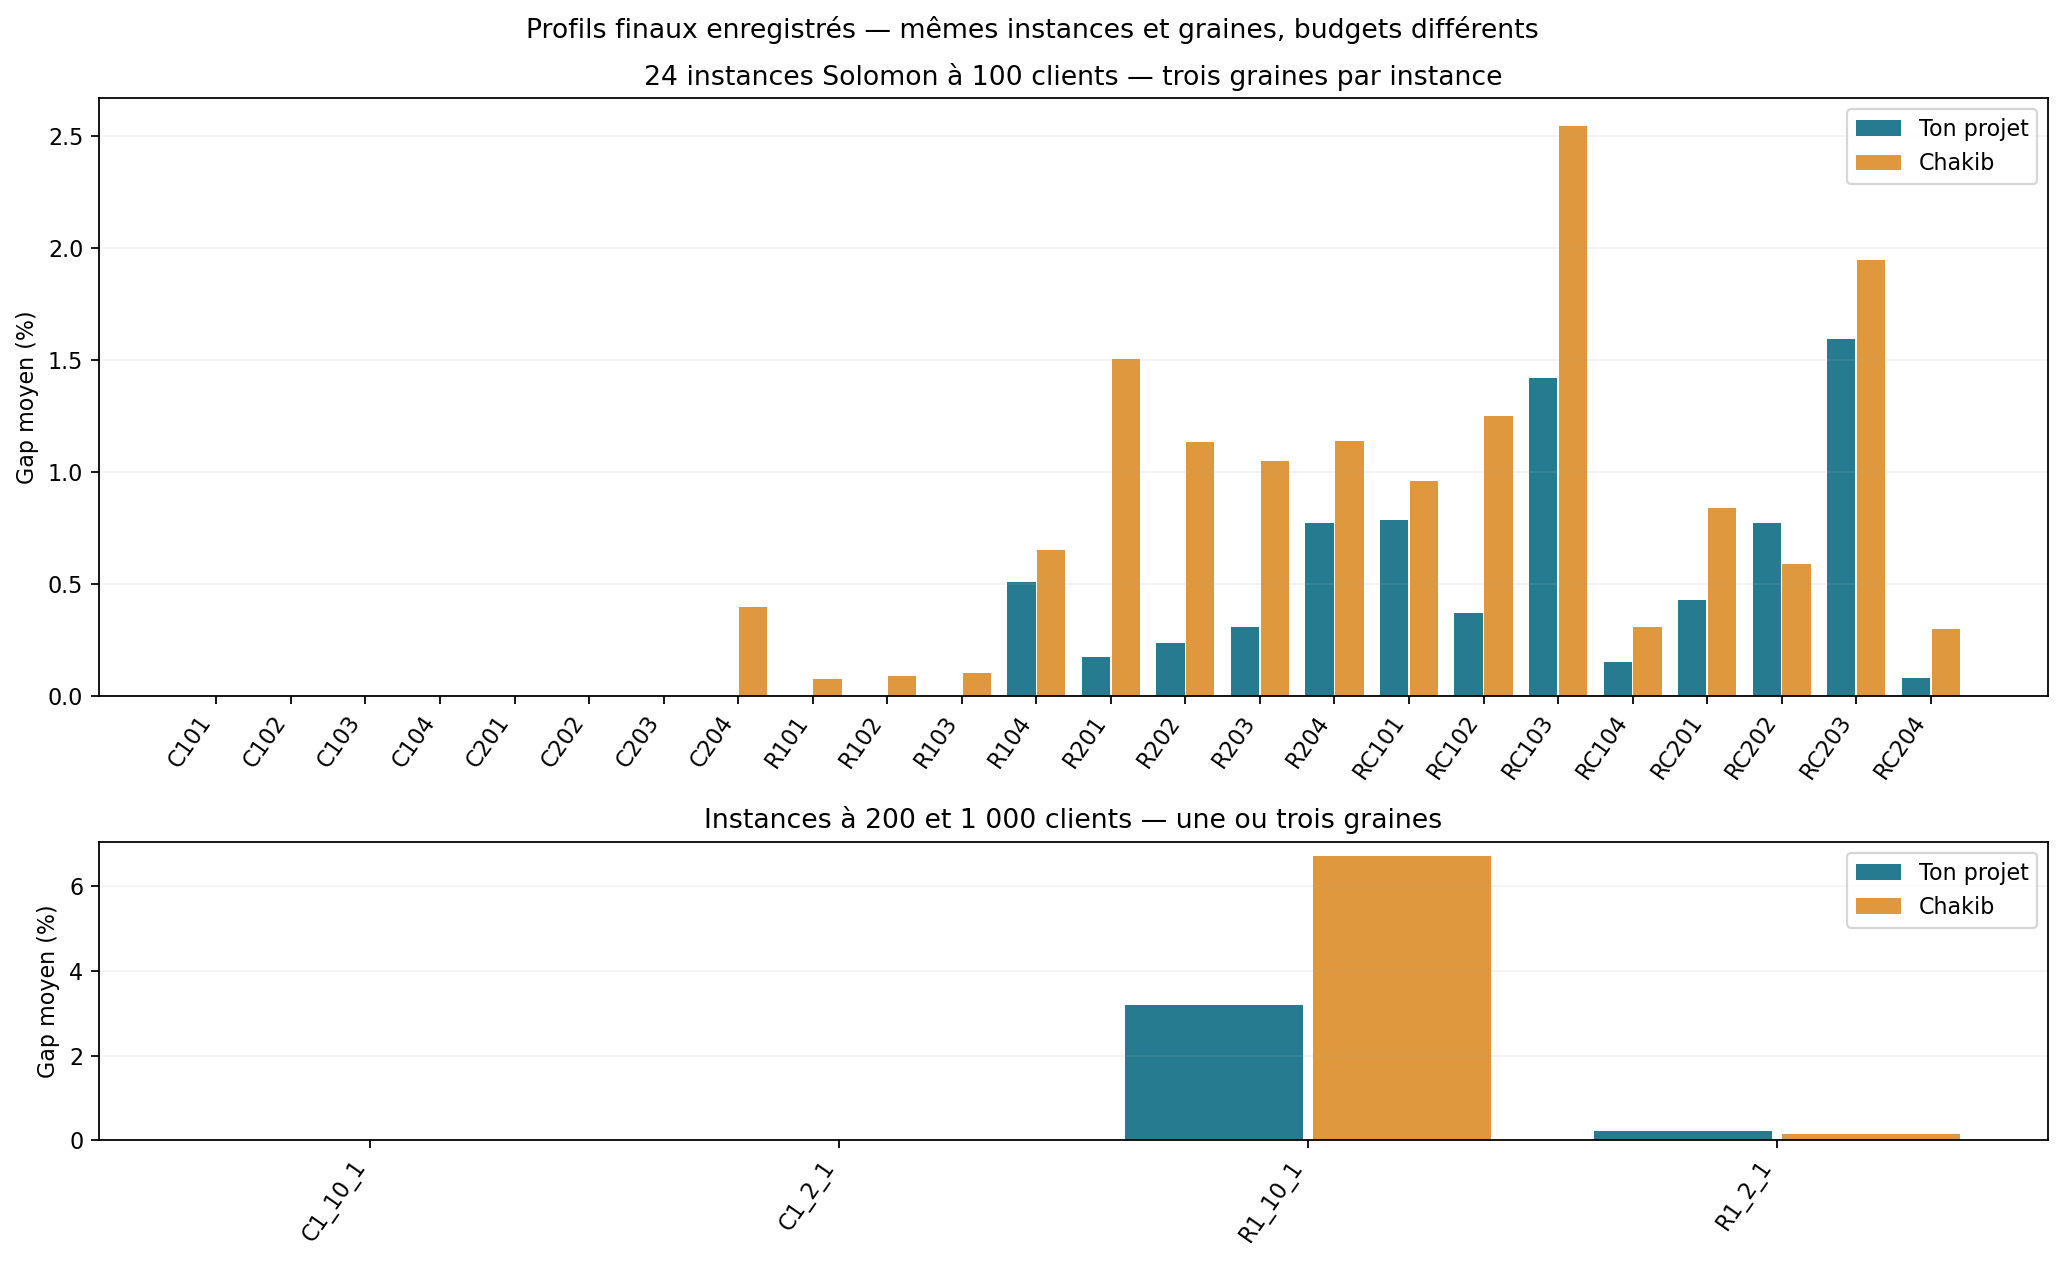 Profils finaux enregistrés — mêmes instances et graines, budgets différents
24 instances Solomon à 100 clients — trois graines par instance
Gap moyen (%)
2.5
2.0
1.5
1.0
0.5
0.0
Ton projet
Chakib
C101
C102
C103
C104
C201
C202
C203
C204
R101
R102
R103
R104
R201
R202
R203
R204
RC101
RC102
RC103
RC104
RC201
RC202
RC203
RC204
Instances à 200 et 1 000 clients — une ou trois graines
Gap moyen (%)
6
4
2
0
Ton projet
Chakib
C1_10_1
C1_2_1
R1_10_1
R1_2_1